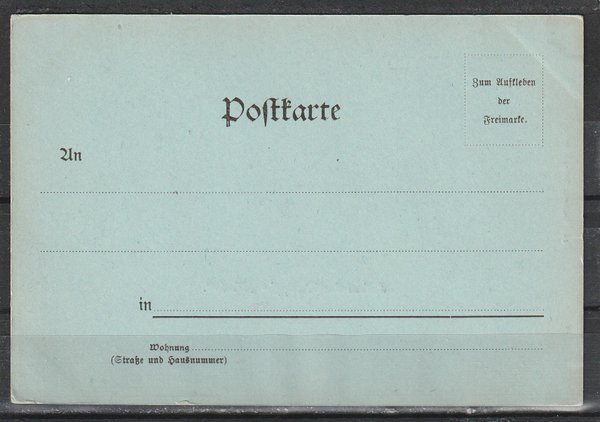 Zum Aufkleben
der
Freimarke.
Postkarte
An
in
Wohnung
(Straße und Hausnummer)